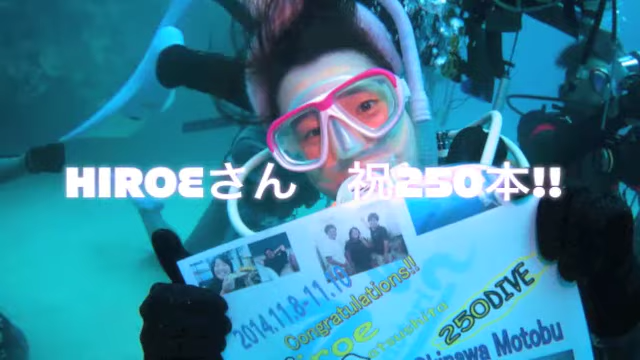 HIROEさん 祝250本!!
2014.11.8-11.10
Congratulations!!
250DIVE
Motobu